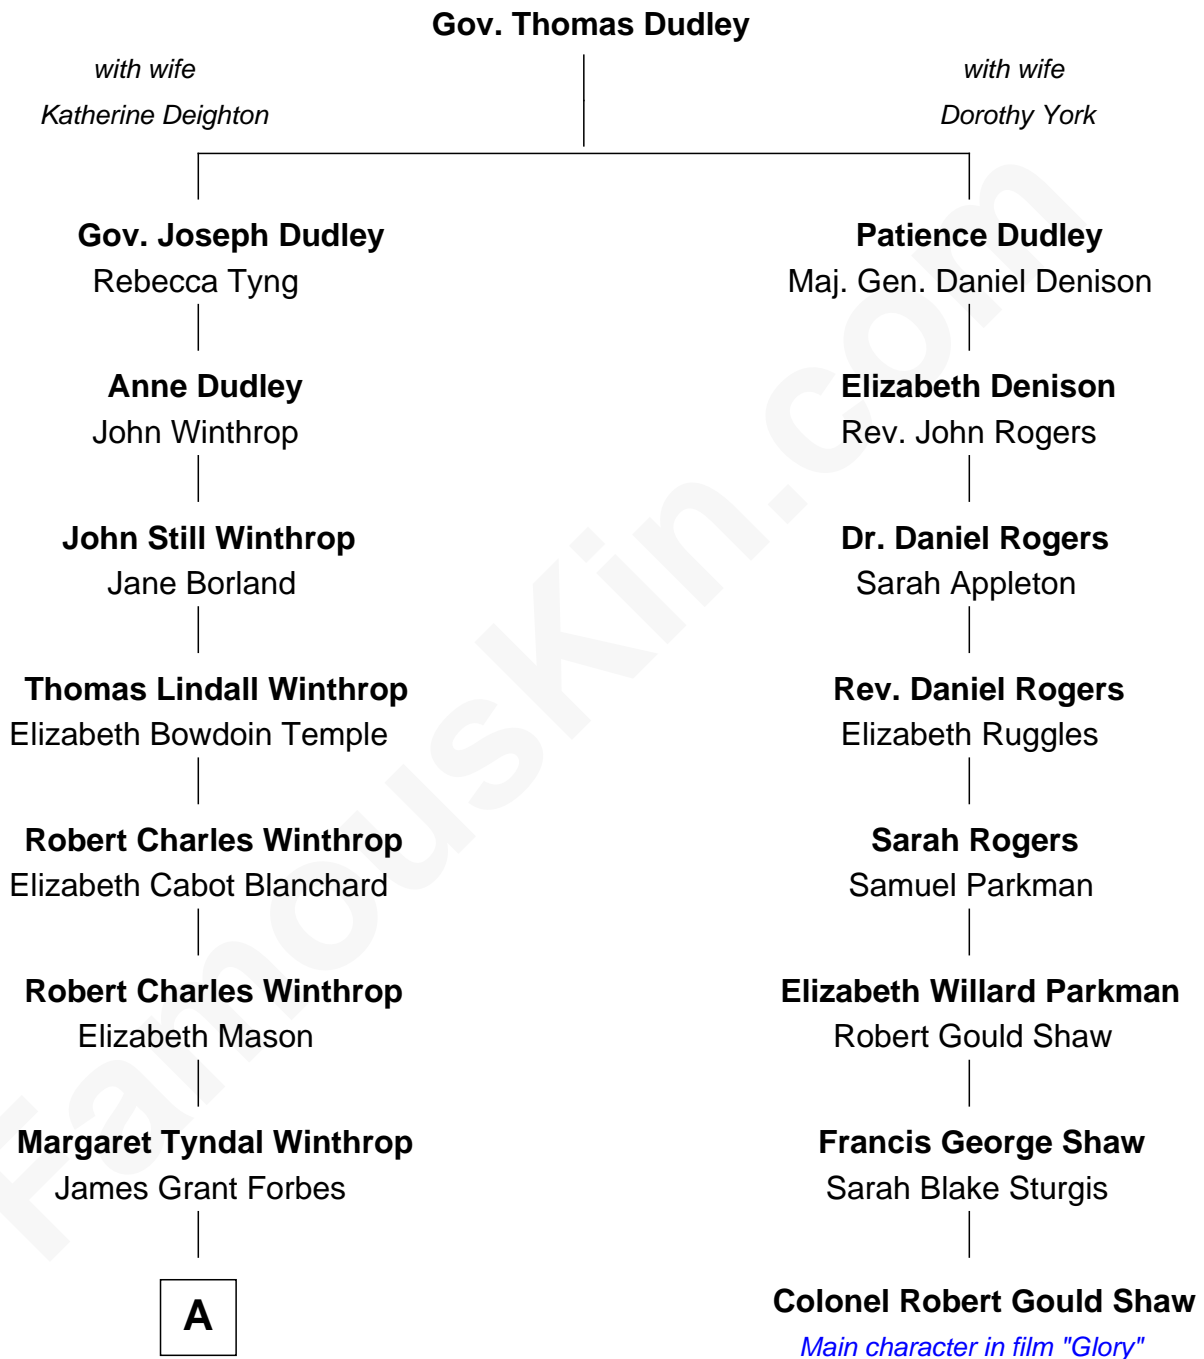 Gov. Thomas Dudley
with wife
Katherine Deighton
with wife
Dorothy York
Gov. Joseph Dudley
Rebecca Tyng
Patience Dudley
Maj. Gen. Daniel Denison
Anne Dudley
John Winthrop
Elizabeth Denison
Rev. John Rogers
John Still Winthrop
Jane Borland
Dr. Daniel Rogers
Sarah Appleton
Thomas Lindall Winthrop
Elizabeth Bowdoin Temple
Rev. Daniel Rogers
Elizabeth Ruggles
Robert Charles Winthrop
Elizabeth Cabot Blanchard
Sarah Rogers
Samuel Parkman
Robert Charles Winthrop
Elizabeth Mason
Elizabeth Willard Parkman
Robert Gould Shaw
Margaret Tyndal Winthrop
James Grant Forbes
Francis George Shaw
Sarah Blake Sturgis
A
Colonel Robert Gould Shaw
Main character in film "Glory"
FamousKin.com